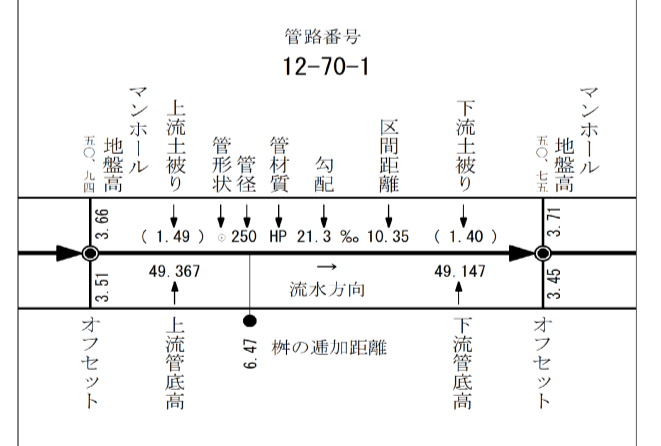 管路番号
12-70-1
マンホール
地盤高
五〇、九四
上流土被り
管形状
管径
管材質
勾配
区間距離
下流土被り
マンホール
地盤高
五〇、七五
3.66
( 1.49 ) ○ 250 HP 21.3 ‰ 10.35 ( 1.40 )
3.71
3.51
49.367
→
流水方向
49.147
3.45
オフセット
上流管底高
6.47
桝の逓加距離
下流管底高
オフセット